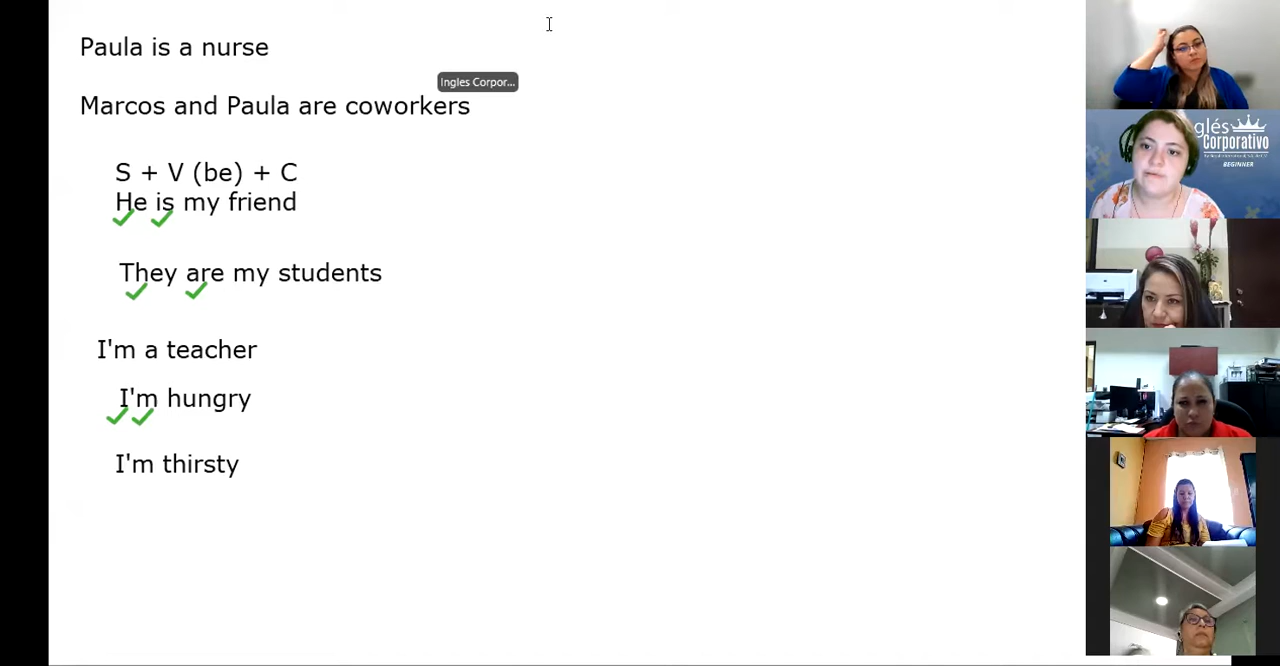 Paula is a nurse
Ingles Corpor...
Marcos and Paula are coworkers
S + V (be) + C
He is my friend
They are my students
I'm a teacher
I'm hungry
I'm thirsty
glés
Corporativo
BEGINNER